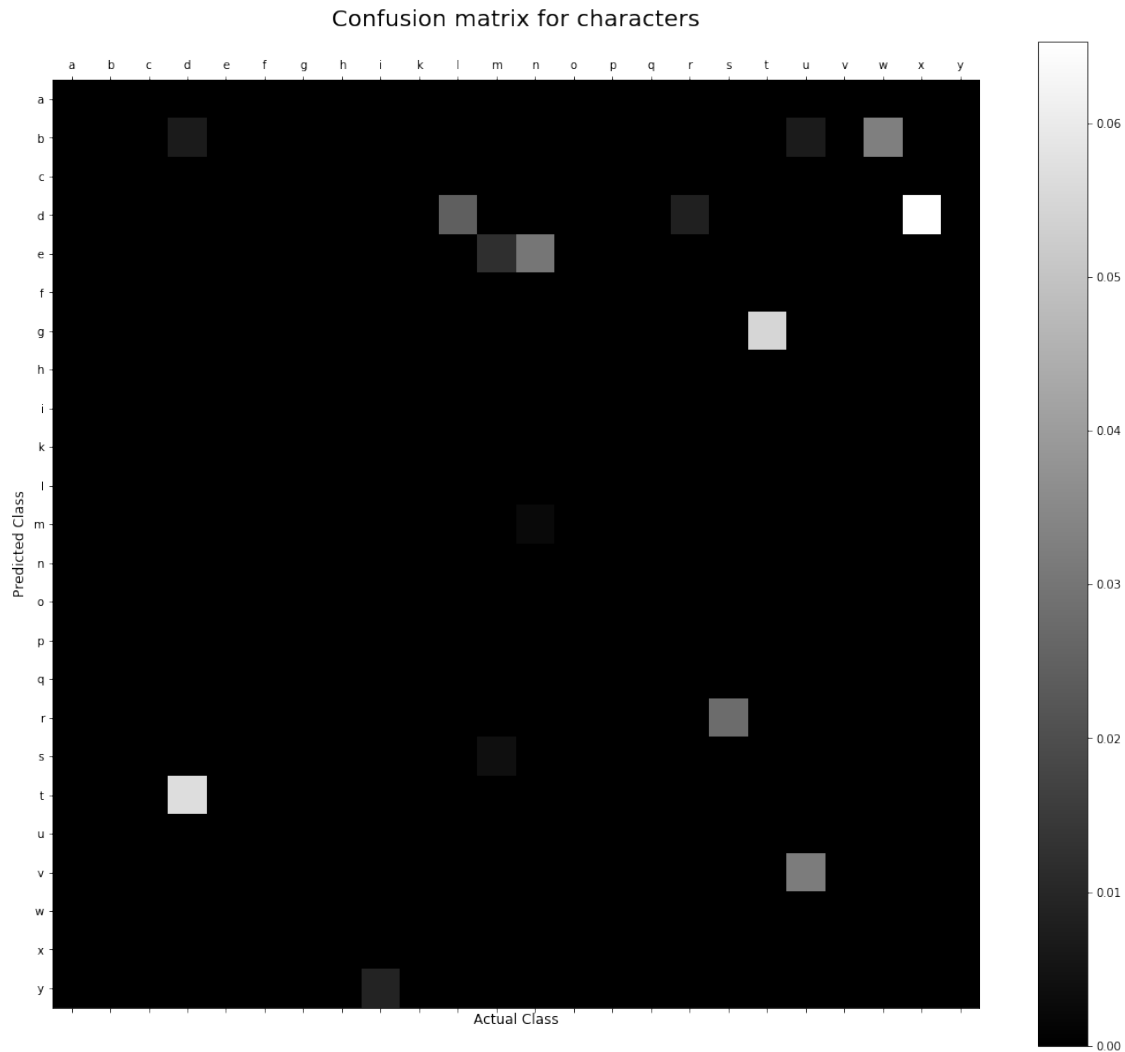 Confusion matrix for characters
a b c d e f g h i k l m n o p q r s t u v w x y
a
b
c
d
e
f
g
h
i
k
l
m
n
o
p
q
r
s
t
u
v
w
x
y
Predicted Class
Actual Class
0.06
0.05
0.04
0.03
0.02
0.01
0.00